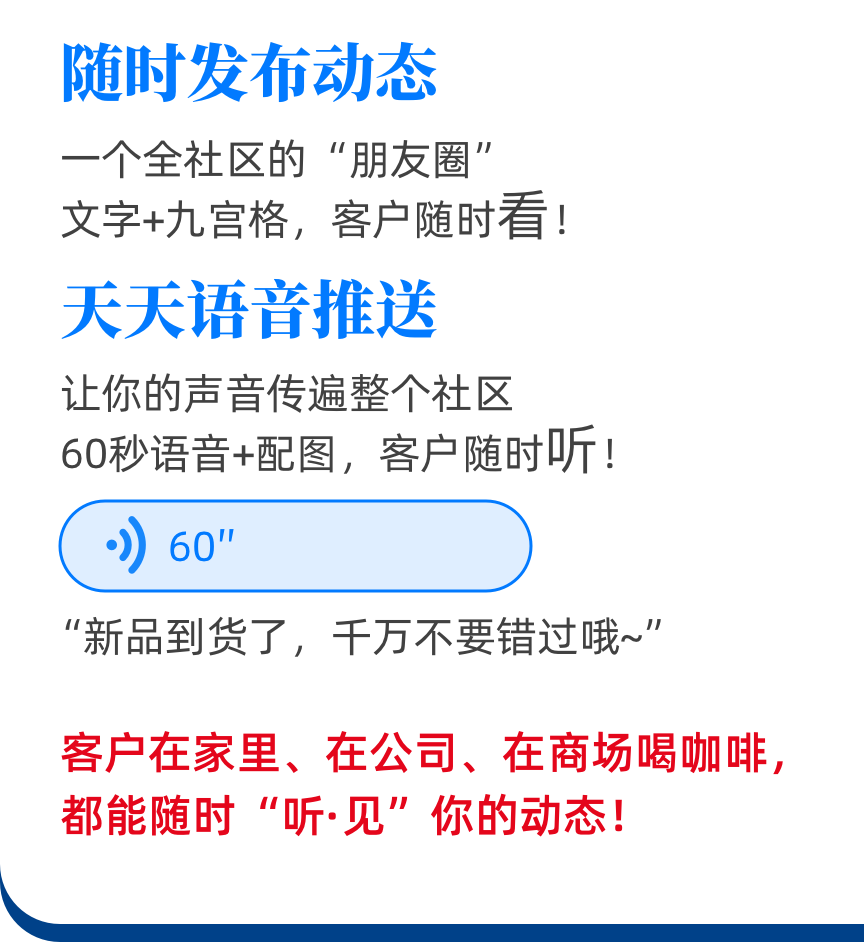 随时发布动态
一个全社区的“朋友圈”
文字+九宫格，客户随时看！
天天语音推送
让你的声音传遍整个社区
60秒语音+配图，客户随时听！
60″
“新品到货了，千万不要错过哦~”
客户在家里、在公司、在商场喝咖啡，
都能随时“听·见”你的动态！